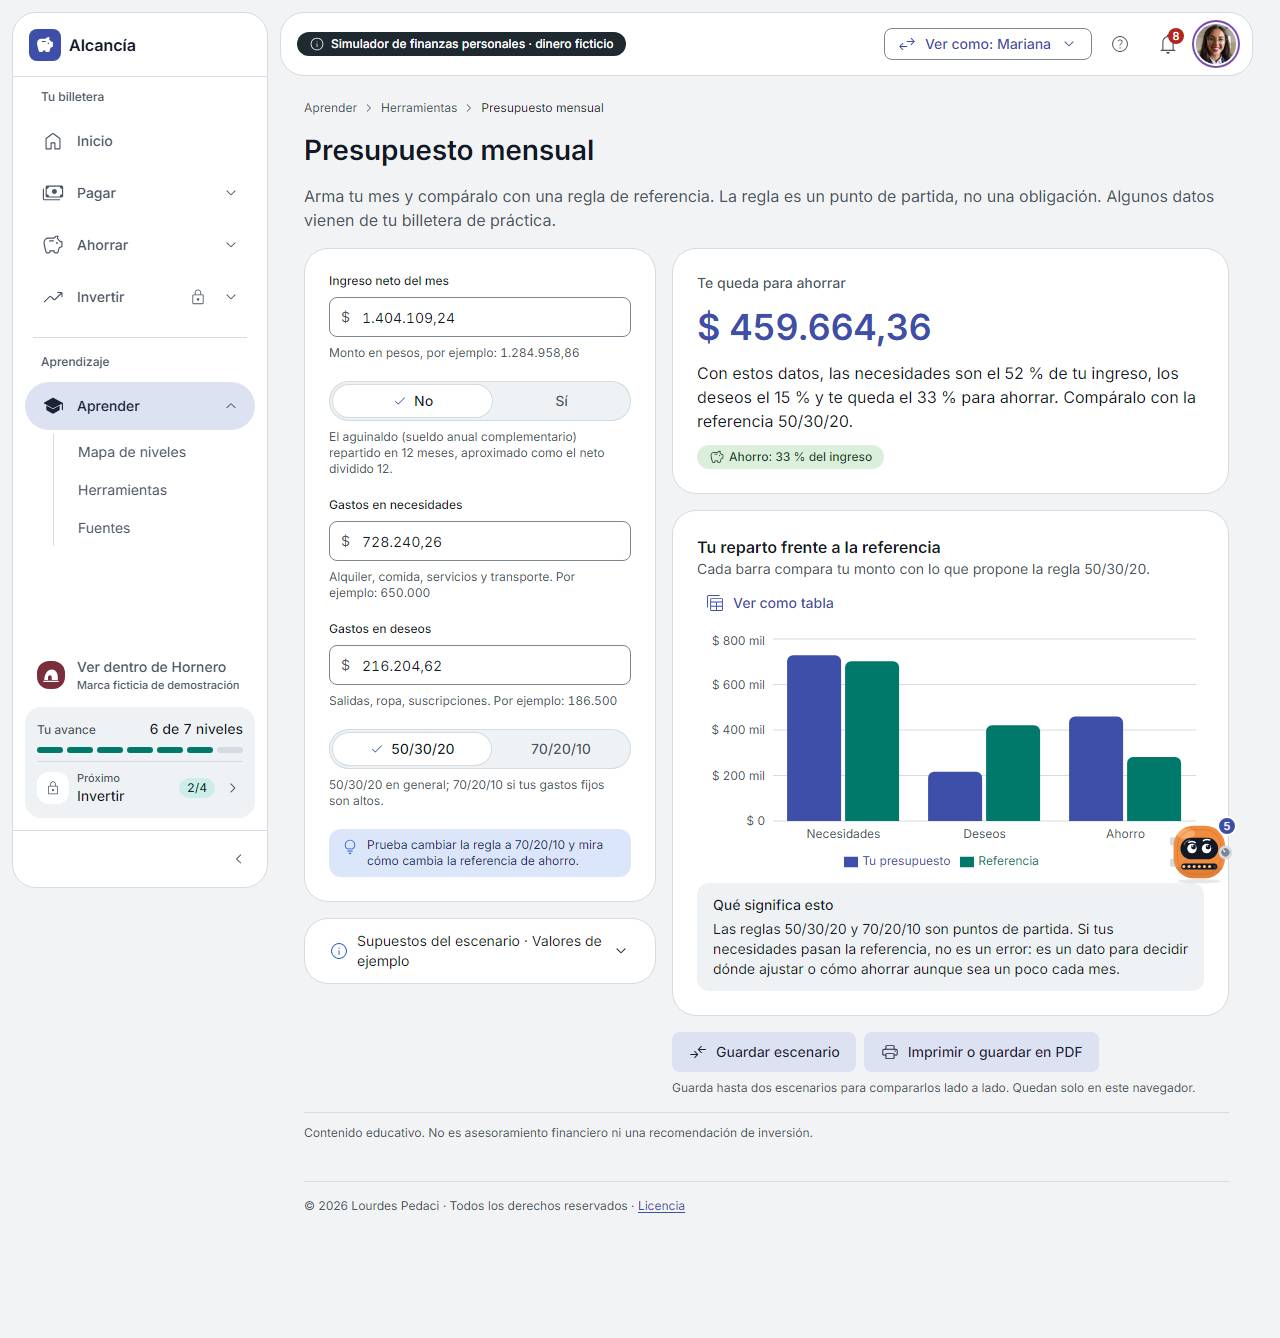 Alcancía
Tu billetera
Inicio
Pagar
Ahorrar
Invertir
Aprendizaje
Aprender
Mapa de niveles
Herramientas
Fuentes
Ver dentro de Hornero
Marca ficticia de demostración
Tu avance
6 de 7 niveles
Próximo
Invertir
2/4
Simulador de finanzas personales · dinero ficticio
Ver como: Mariana
8
Aprender
Herramientas
Presupuesto mensual
Presupuesto mensual
Arma tu mes y compáralo con una regla de referencia. La regla es un punto de partida, no una obligación. Algunos datos
vienen de tu billetera de práctica.
Ingreso neto del mes
$ 1.404.109,24
Monto en pesos, por ejemplo: 1.284.958,86
No
Sí
El aguinaldo (sueldo anual complementario)
repartido en 12 meses, aproximado como el neto
dividido 12.
Gastos en necesidades
$ 728.240,26
Alquiler, comida, servicios y transporte. Por
ejemplo: 650.000
Gastos en deseos
$ 216.204,62
Salidas, ropa, suscripciones. Por ejemplo: 186.500
50/30/20
70/20/10
50/30/20 en general; 70/20/10 si tus gastos fijos
son altos.
Prueba cambiar la regla a 70/20/10 y mira
cómo cambia la referencia de ahorro.
Supuestos del escenario · Valores de
ejemplo
Te queda para ahorrar
$ 459.664,36
Con estos datos, las necesidades son el 52 % de tu ingreso, los
deseos el 15 % y te queda el 33 % para ahorrar. Compáralo con la
referencia 50/30/20.
Ahorro: 33 % del ingreso
Tu reparto frente a la referencia
Cada barra compara tu monto con lo que propone la regla 50/30/20.
Ver como tabla
$ 800 mil
$ 600 mil
$ 400 mil
$ 200 mil
$ 0
Necesidades
Deseos
Ahorro
Tu presupuesto
Referencia
5
Qué significa esto
Las reglas 50/30/20 y 70/20/10 son puntos de partida. Si tus
necesidades pasan la referencia, no es un error: es un dato para decidir
dónde ajustar o cómo ahorrar aunque sea un poco cada mes.
Guardar escenario
Imprimir o guardar en PDF
Guarda hasta dos escenarios para compararlos lado a lado. Quedan solo en este navegador.
Contenido educativo. No es asesoramiento financiero ni una recomendación de inversión.
© 2026 Lourdes Pedaci · Todos los derechos reservados · Licencia